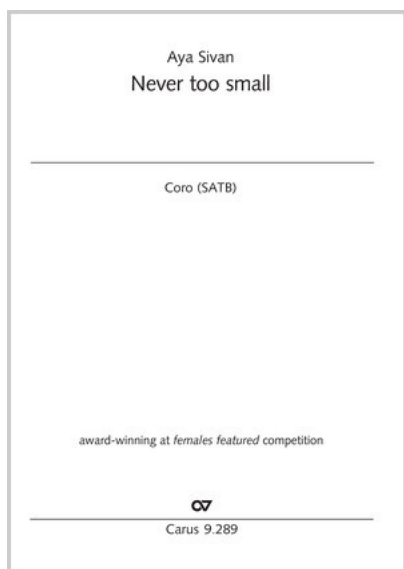 Aya Sivan
Never too small
Coro (SATB)
award-winning at females featured competition
Carus 9.289